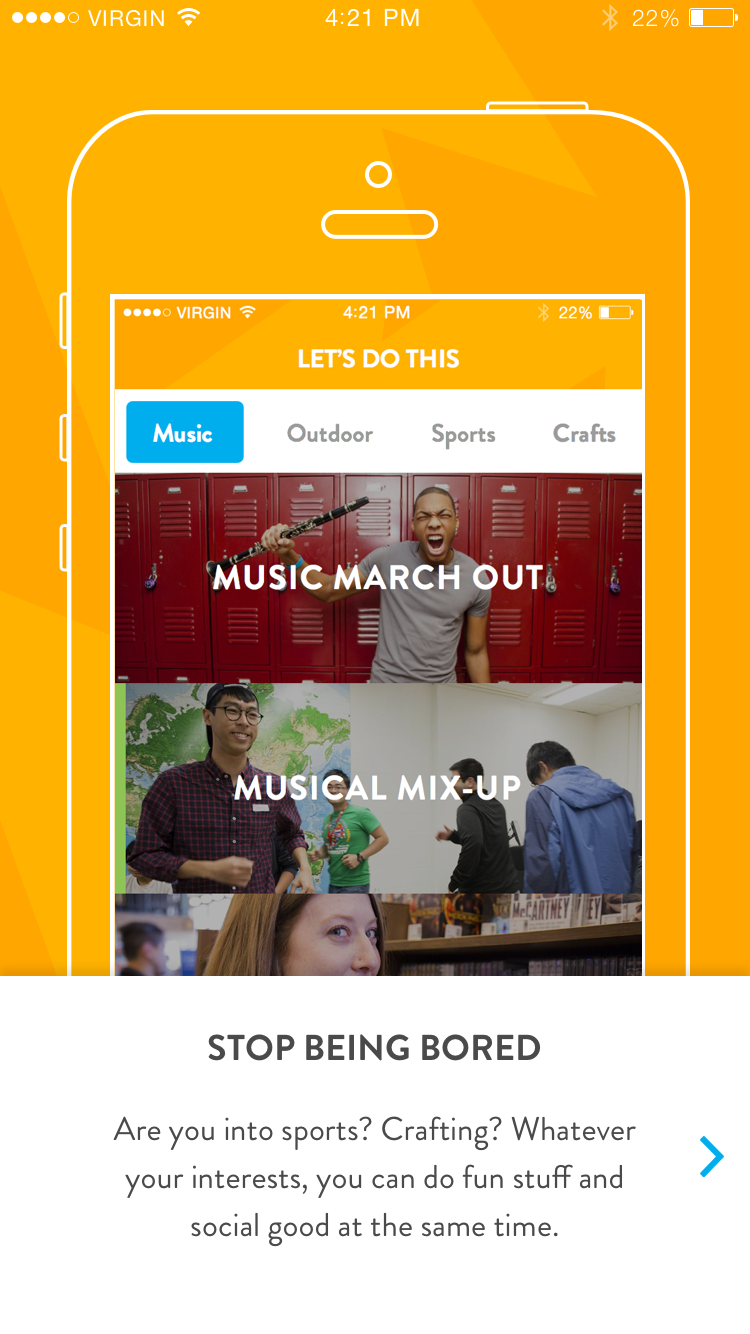 VIRGIN 4:21 PM 22%
VIRGIN 4:21 PM 22%
LET'S DO THIS
Music Outdoor Sports Crafts
MUSIC MARCH OUT
MUSICAL MIX-UP
McCARTNEY
STOP BEING BORED
Are you into sports? Crafting? Whatever
your interests, you can do fun stuff and
social good at the same time.